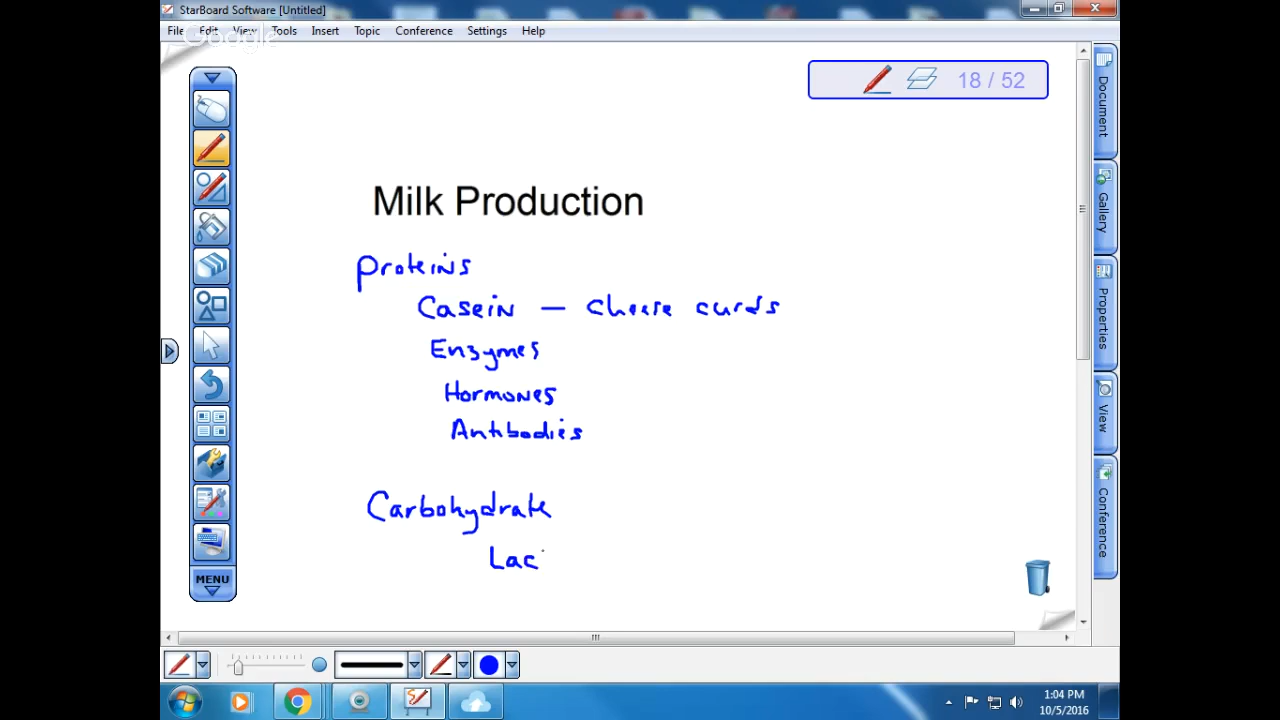 StarBoard Software [Untitled]
File Edit View Tools Insert Topic Conference Settings Help
Google
18 / 52
Document
Gallery
Properties
View
Conference
Milk Production
Proteins
Casein — cheese curds
Enzymes
Hormones
Antibodies
Carbohydrate
Lac
MENU
1:04 PM
10/5/2016